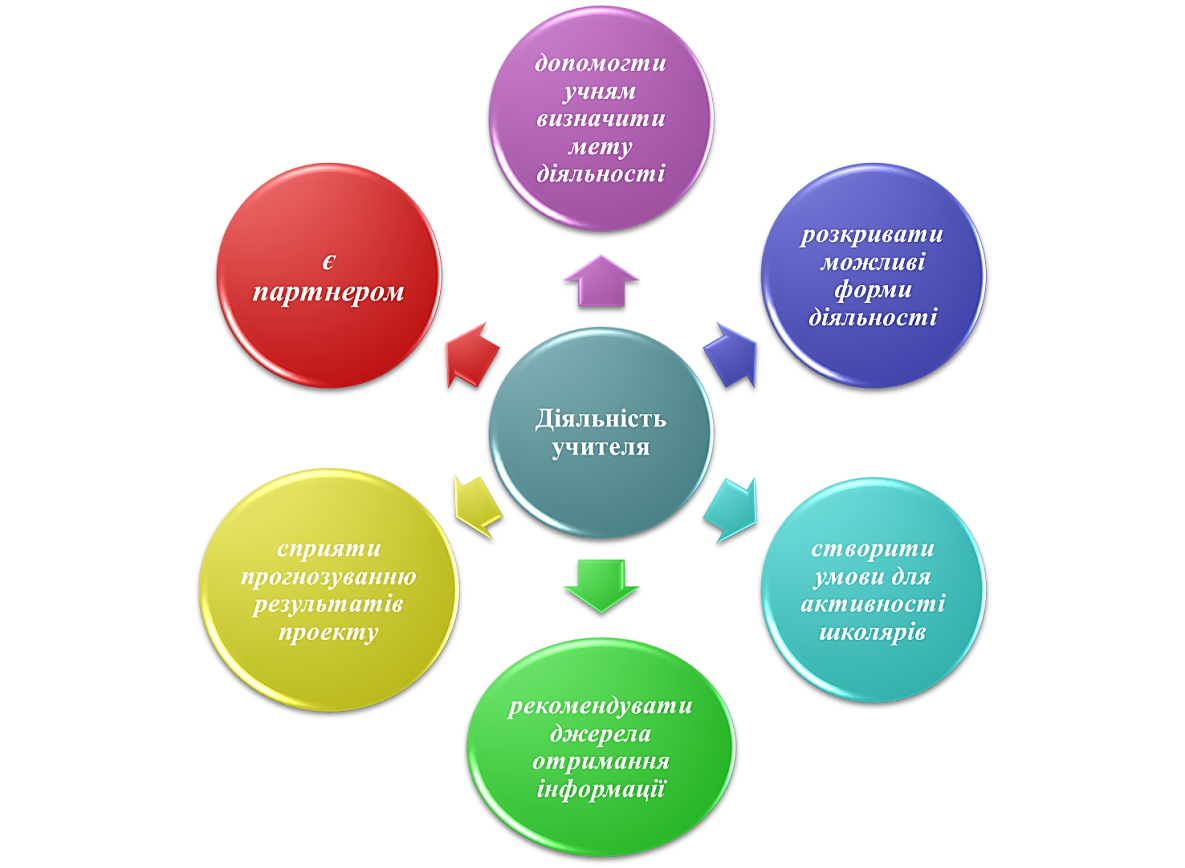 допомогти
учням
визначити
мету
діяльності
розкривати
можливі
форми
діяльності
створити
умови для
активності
школярів
рекомендувати
джерела
отримання
інформації
сприяти
прогнозуванню
результатів
проекту
є
партнером
Діяльність
учителя